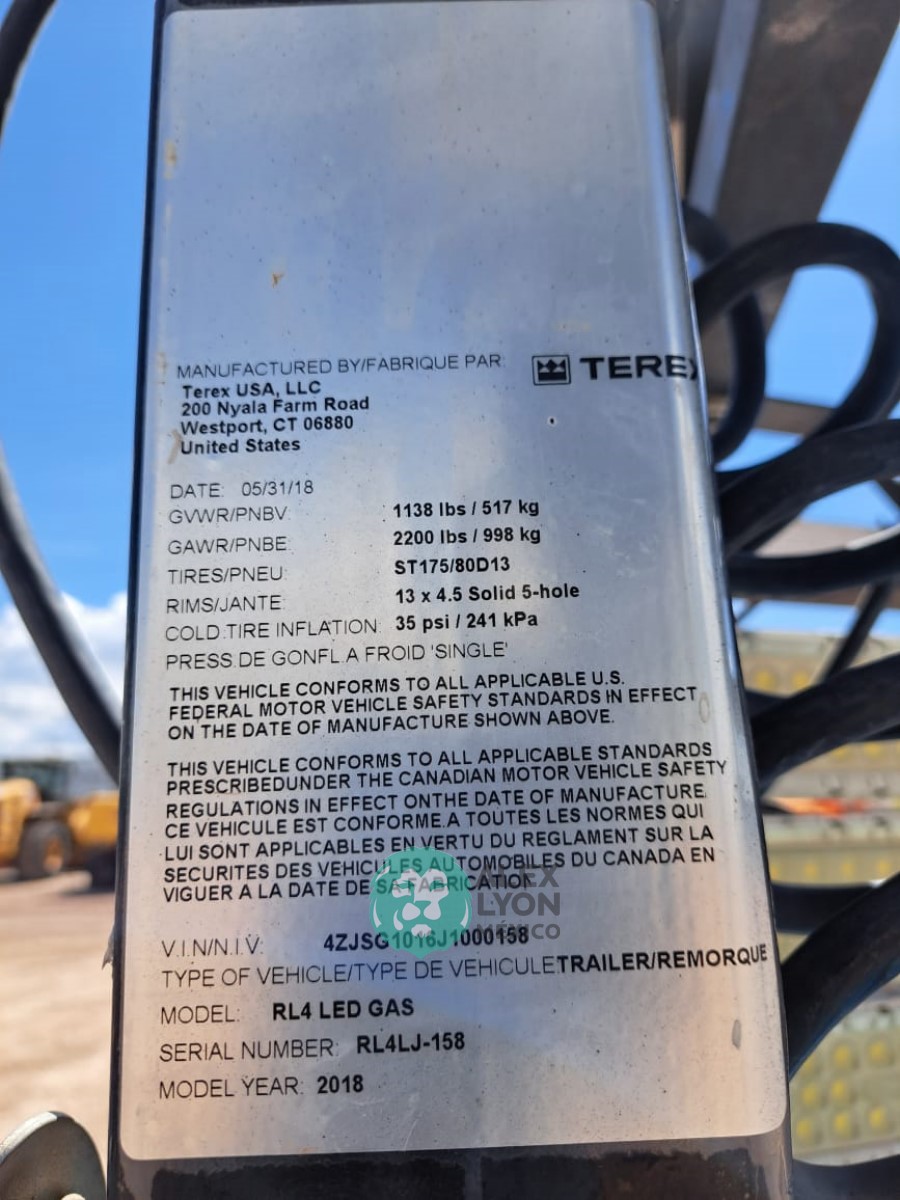 MANUFACTURED BY/FABRIQUE PAR: TEREX
Terex USA, LLC
200 Nyala Farm Road
Westport, CT 06880
United States
DATE: 05/31/18
GVWR/PNBV: 1138 lbs / 517 kg
GAWR/PNBE: 2200 lbs / 998 kg
TIRES/PNEU: ST175/80D13
RIMS/JANTE: 13 x 4.5 Solid 5-hole
COLD TIRE INFLATION: 35 psi / 241 kPa
PRESS.DE GONFL.A FROID 'SINGLE'
THIS VEHICLE CONFORMS TO ALL APPLICABLE U.S.
FEDERAL MOTOR VEHICLE SAFETY STANDARDS IN EFFECT
ON THE DATE OF MANUFACTURE SHOWN ABOVE.
THIS VEHICLE CONFORMS TO ALL APPLICABLE STANDARDS
PRESCRIBEDUNDER THE CANADIAN MOTOR VEHICLE SAFETY
REGULATIONS IN EFFECT ONTHE DATE OF MANUFACTURE.
CE VEHICULE EST CONFORME A TOUTES LES NORMES QUI
LUI SONT APPLICABLES EN VERTU DU REGLAMENT SUR LA
SECURITES DES VEHICULES AUTOMOBILES DU CANADA EN
VIGUER A LA DATE DE SA FABRICATION
ALEX
LYON
MÉXICO
V.I.N/N.I.V: 4ZJSG1016J1000158
TYPE OF VEHICLE/TYPE DE VEHICULE:TRAILER/REMORQUE
MODEL: RL4 LED GAS
SERIAL NUMBER: RL4LJ-158
MODEL YEAR: 2018